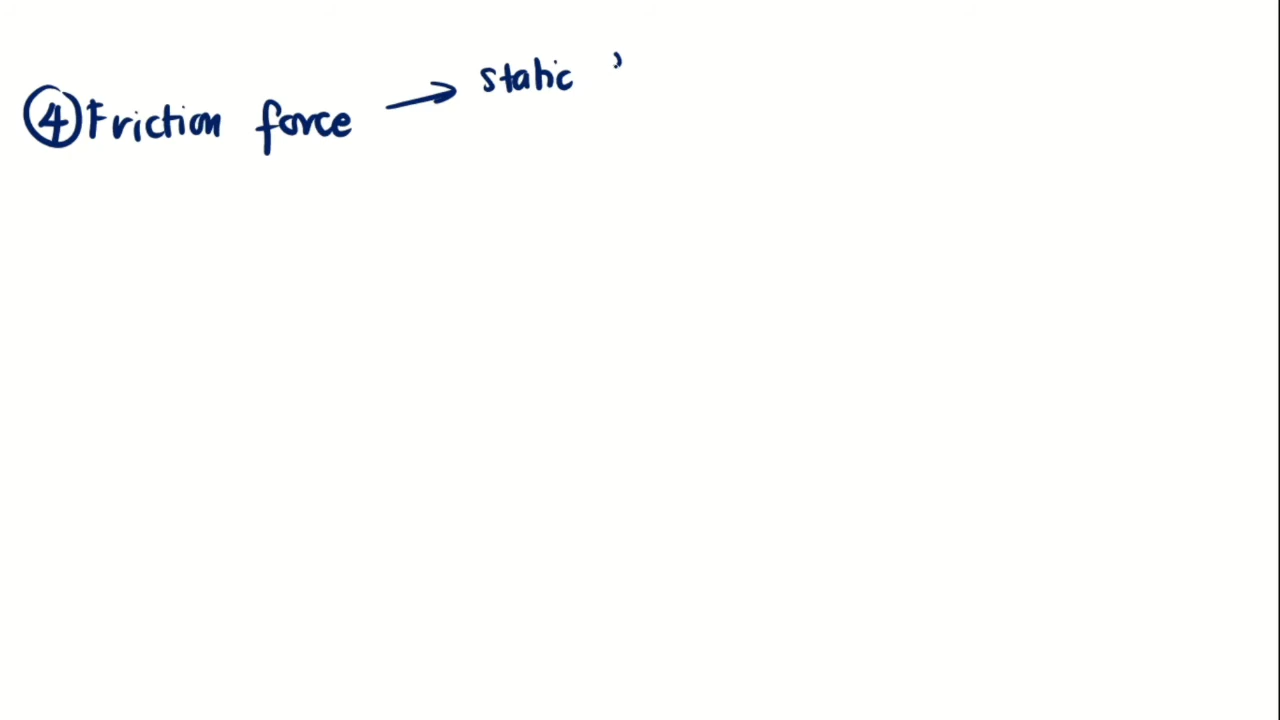 ④ Friction force → static